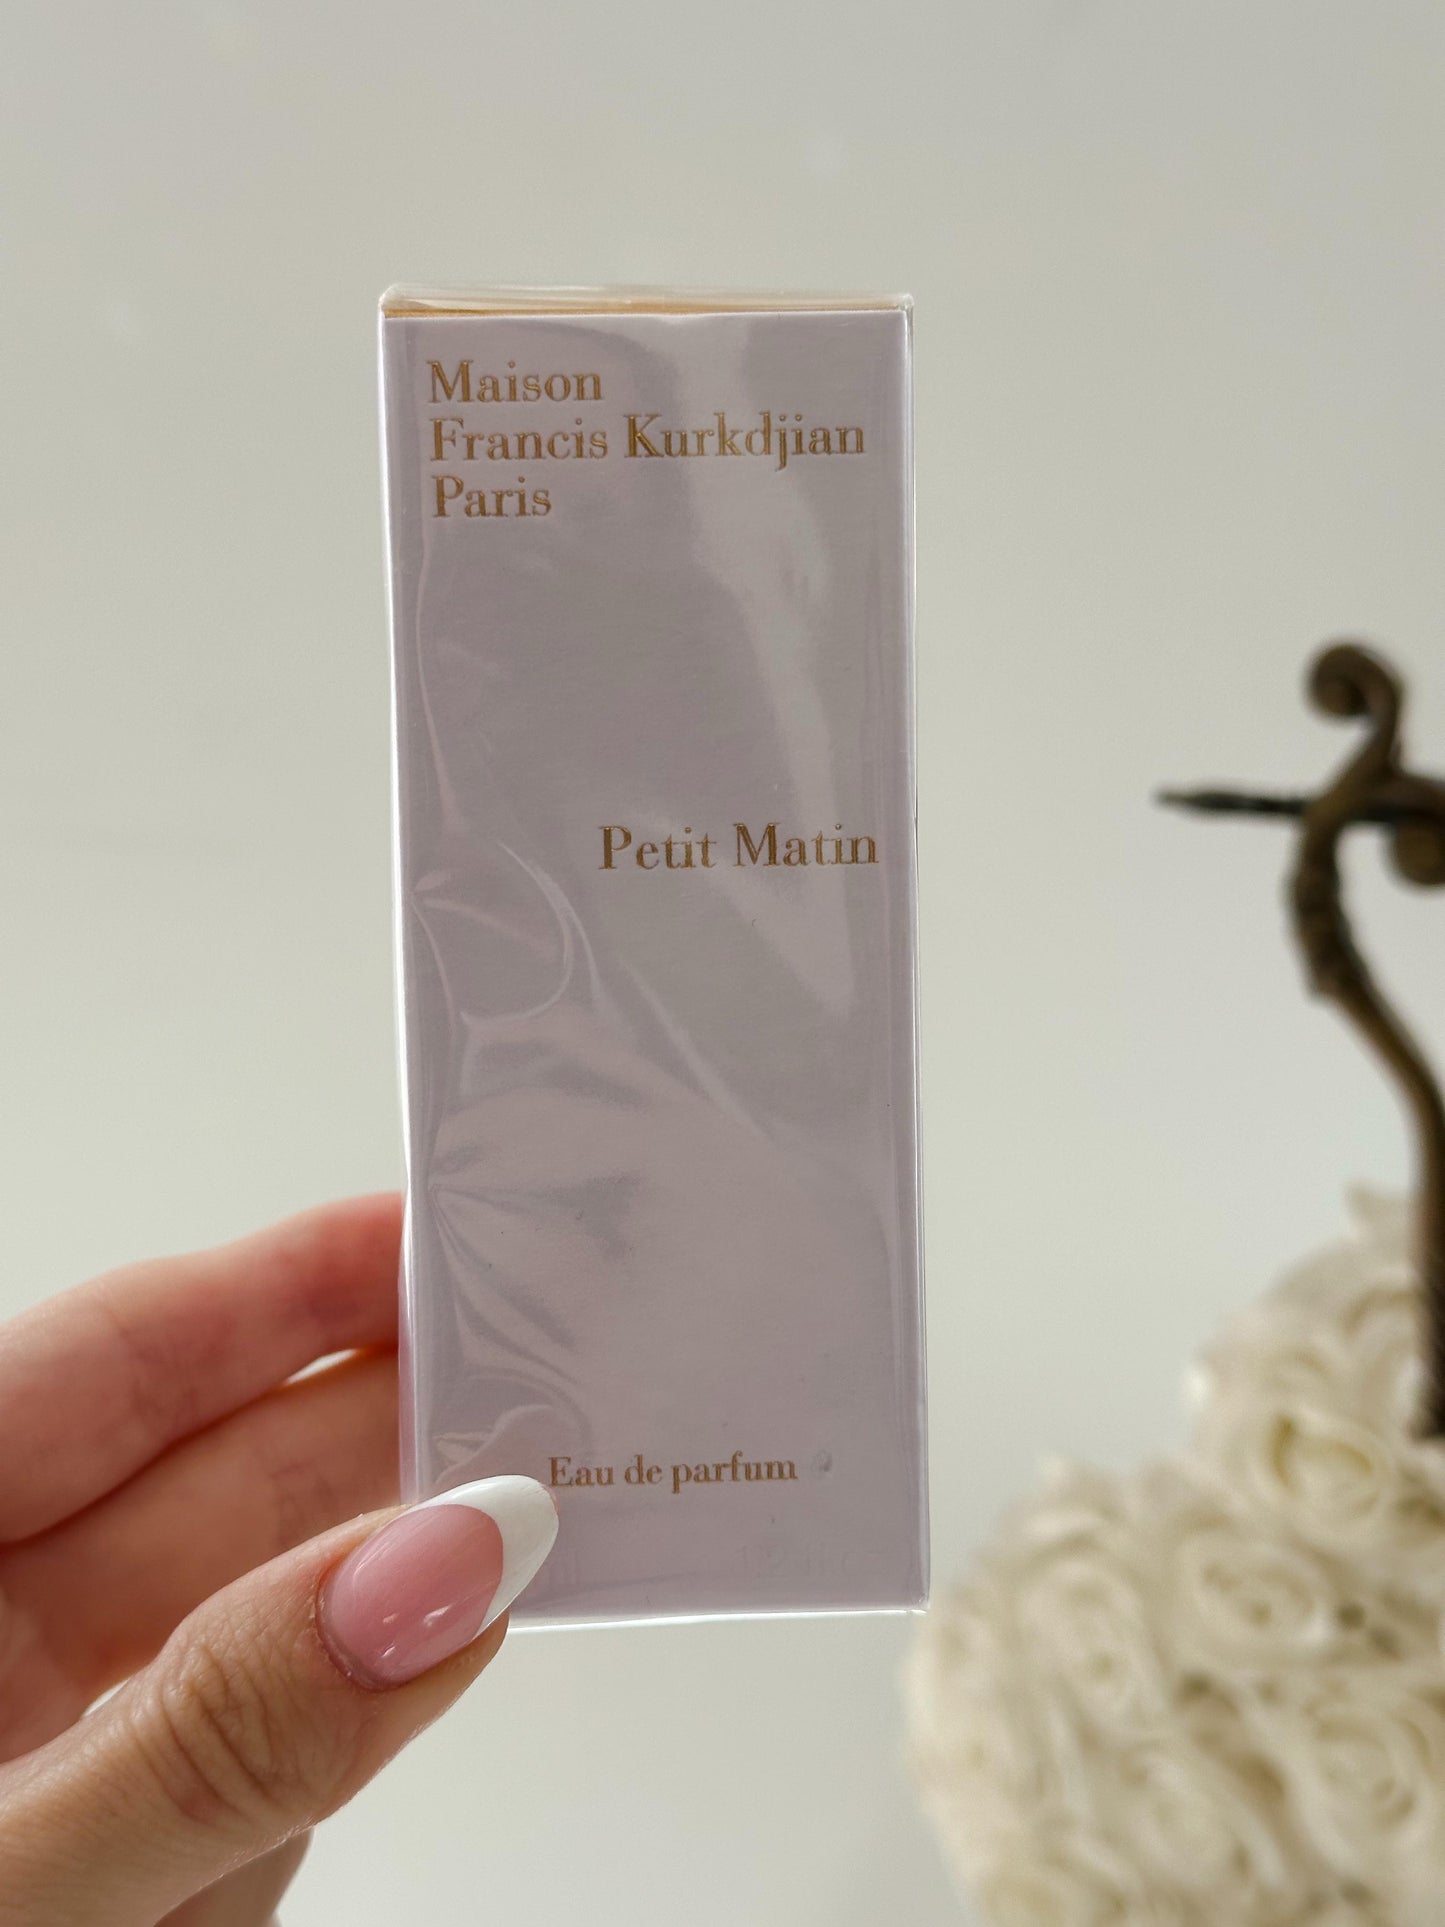 Maison
Francis Kurkdjian
Paris
Petit Matin
Eau de parfum